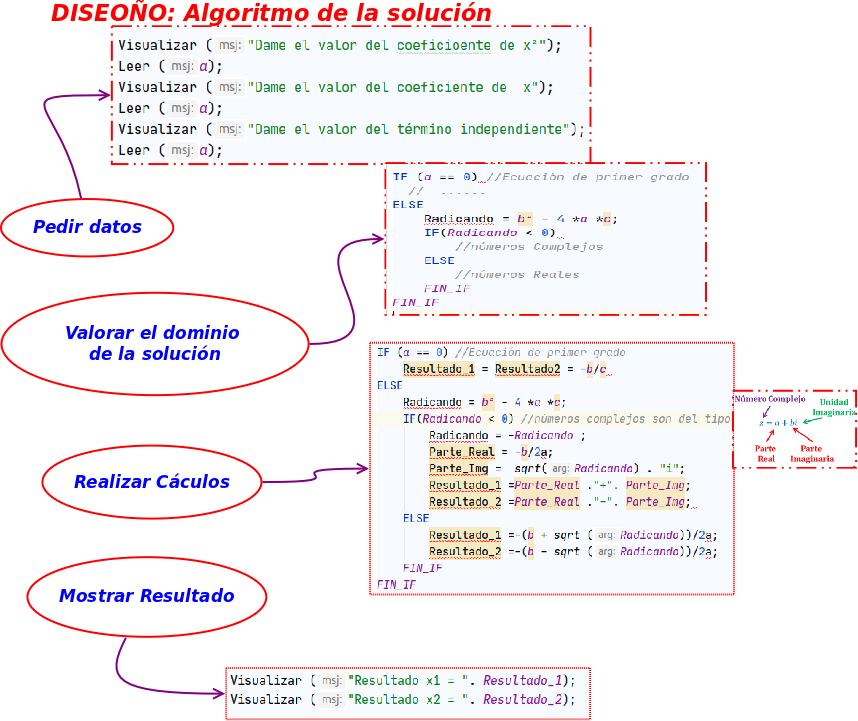 DISEOÑO: Algoritmo de la solución
Visualizar ( msj: "Dame el valor del coeficioente de x²");
Leer ( msj: a);
Visualizar ( msj: "Dame el valor del coeficiente de  x");
Leer ( msj: a);
Visualizar ( msj: "Dame el valor del término independiente");
Leer ( msj: a);
Pedir datos
IF (a == 0) //Ecucación de primer grado
// ------
ELSE
Radicando = b² - 4 *a *c;
IF(Radicando < 0)
//números Complejos
ELSE
//números Reales
FIN_IF
FIN_IF
Valorar el dominio
de la solución
IF (a == 0) //Ecuación de primer grado
Resultado_1 = Resultado2 = -b/c
ELSE
Radicando = b² - 4 *a *c;
IF(Radicando < 0) //números complejos son del tipo
Radicando = -Radicando ;
Parte_Real = -b/2a;
Parte_Img =  sqrt( arg: Radicando) . "i";
Resultado_1 =Parte_Real ."+". Parte_Img;
Resultado_2 =Parte_Real ."-". Parte_Img;
ELSE
Resultado_1 =-(b + sqrt ( arg: Radicando))/2a;
Resultado_2 =-(b - sqrt ( arg: Radicando))/2a;
FIN_IF
FIN_IF
Número Complejo
Unidad
Imaginaria
z = a + bi
Parte
Real
Parte
Imaginaria
Realizar Cáculos
Mostrar Resultado
Visualizar ( msj: "Resultado x1 = ". Resultado_1);
Visualizar ( msj: "Resultado x2 = ". Resultado_2);